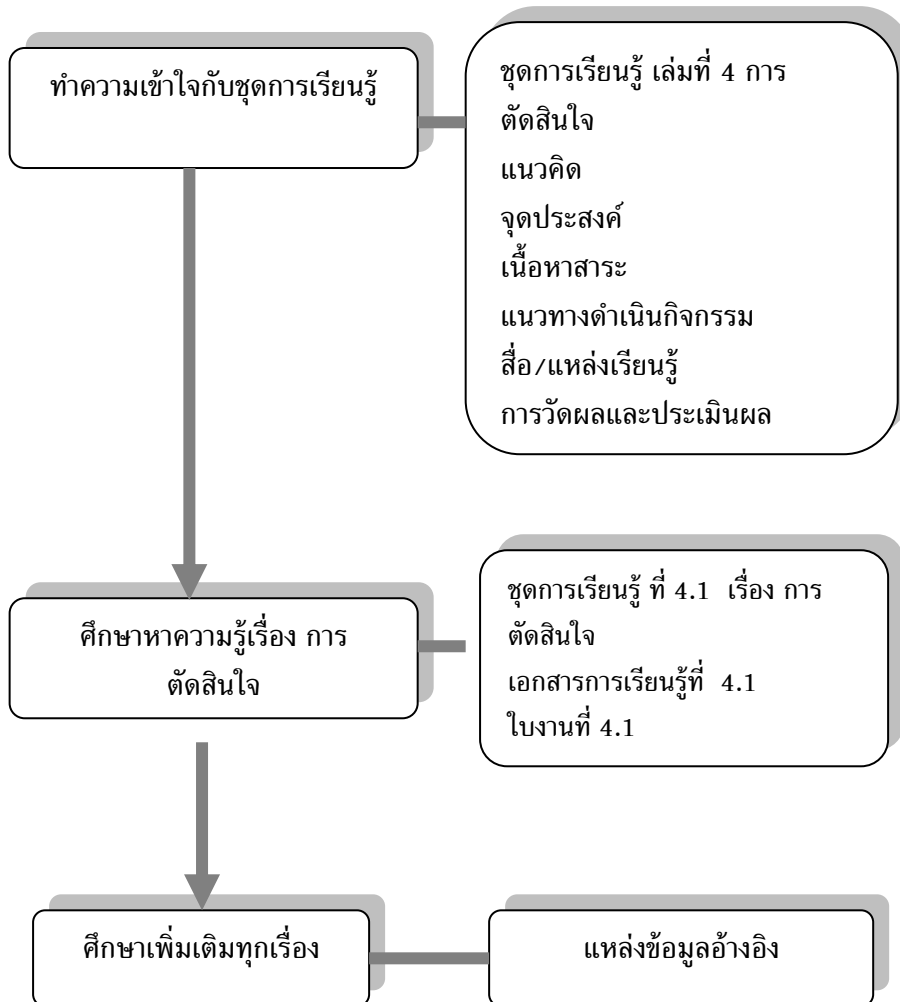 ทำความเข้าใจกับชุดการเรียนรู้
ชุดการเรียนรู้ เล่มที่ 4 การ
ตัดสินใจ
แนวคิด
จุดประสงค์
เนื้อหาสาระ
แนวทางดำเนินกิจกรรม
สื่อ/แหล่งเรียนรู้
การวัดผลและประเมินผล
ศึกษาหาความรู้เรื่อง การ
ตัดสินใจ
ชุดการเรียนรู้ ที่ 4.1 เรื่อง การ
ตัดสินใจ
เอกสารการเรียนรู้ที่ 4.1
ใบงานที่ 4.1
ศึกษาเพิ่มเติมทุกเรื่อง
แหล่งข้อมูลอ้างอิง